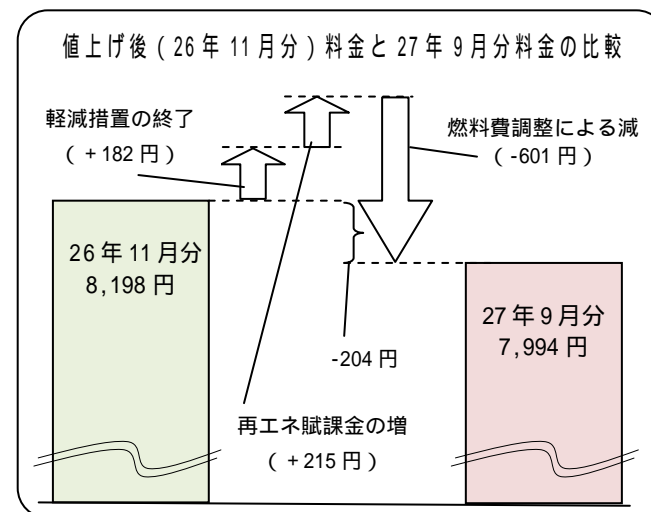 値上げ後(26年11月分)料金と27年9月分料金の比較
軽減措置の終了
(+182円)
燃料費調整による減
(-601円)
26年11月分
8,198円
27年9月分
7,994円
-204円
再エネ賦課金の増
(+215円)